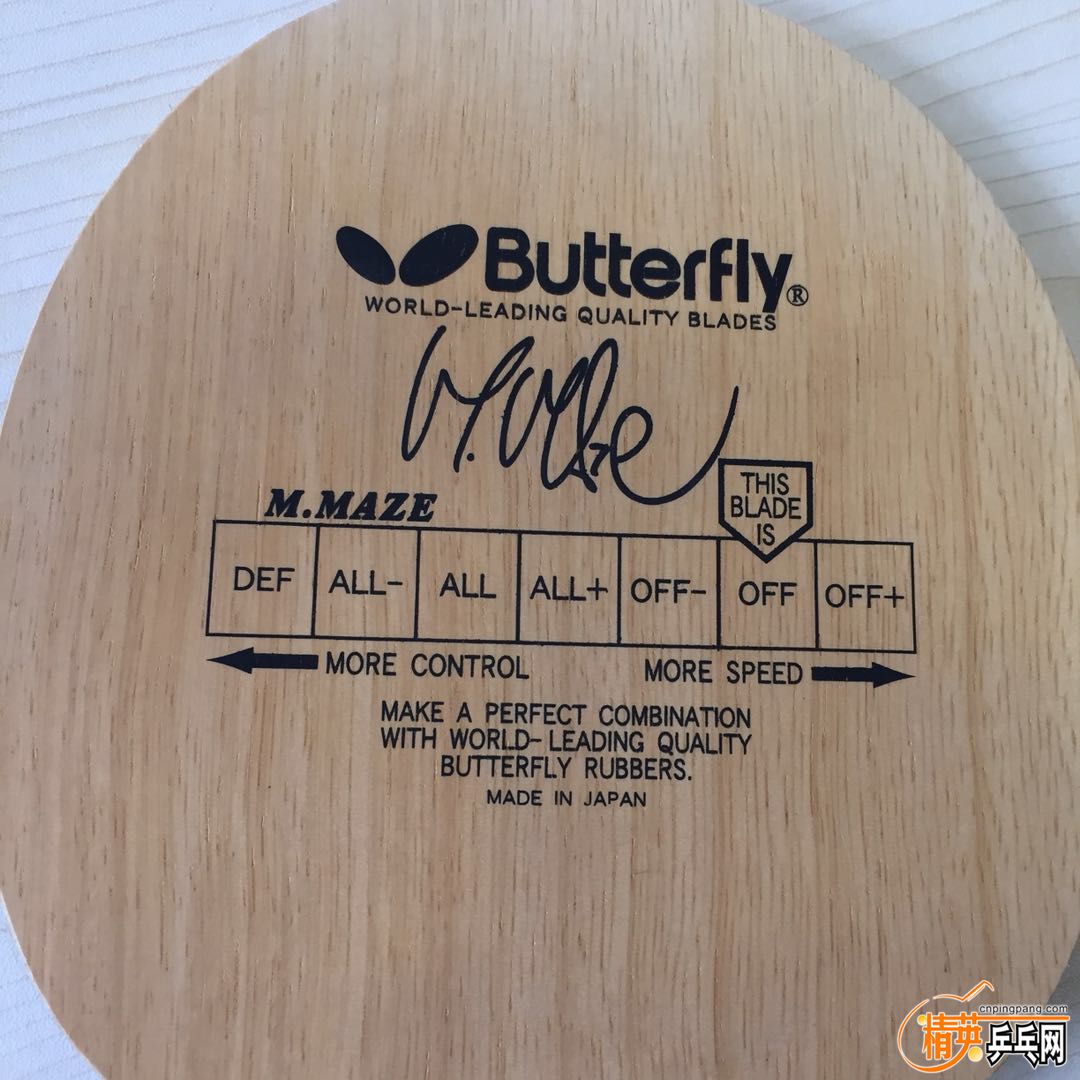 Butterfly®
WORLD-LEADING QUALITY BLADES
M. Maze
M.MAZE
THIS
BLADE
IS
DEF ALL- ALL ALL+ OFF- OFF OFF+
MORE CONTROL MORE SPEED
MAKE A PERFECT COMBINATION
WITH WORLD-LEADING QUALITY
BUTTERFLY RUBBERS.
MADE IN JAPAN
cnpingpang.com
精英乒乓网